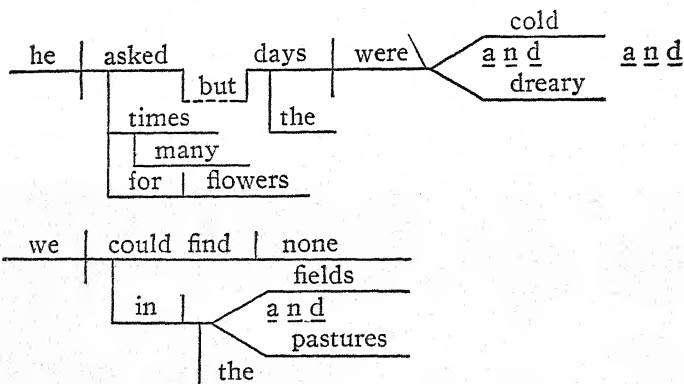 cold
he asked days were and and
but dreary
times the
many
for flowers
we could find none
fields
in and
pastures
the